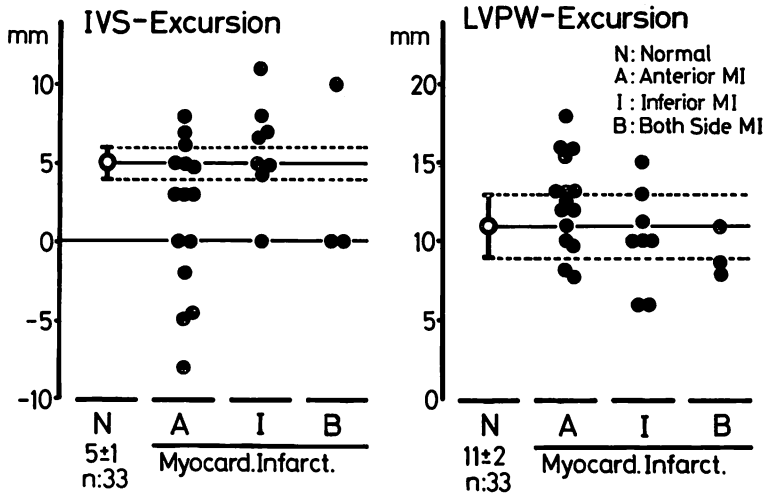 IVS-Excursion
mm
10
5
0
-5
-10
N
A
I
B
5±1
n:33
Myocard.Infarct.
LVPW-Excursion
mm
N: Normal
A: Anterior MI
I : Inferior MI
B: Both Side MI
20
15
10
5
0
N
A
I
B
11±2
n:33
Myocard.Infarct.